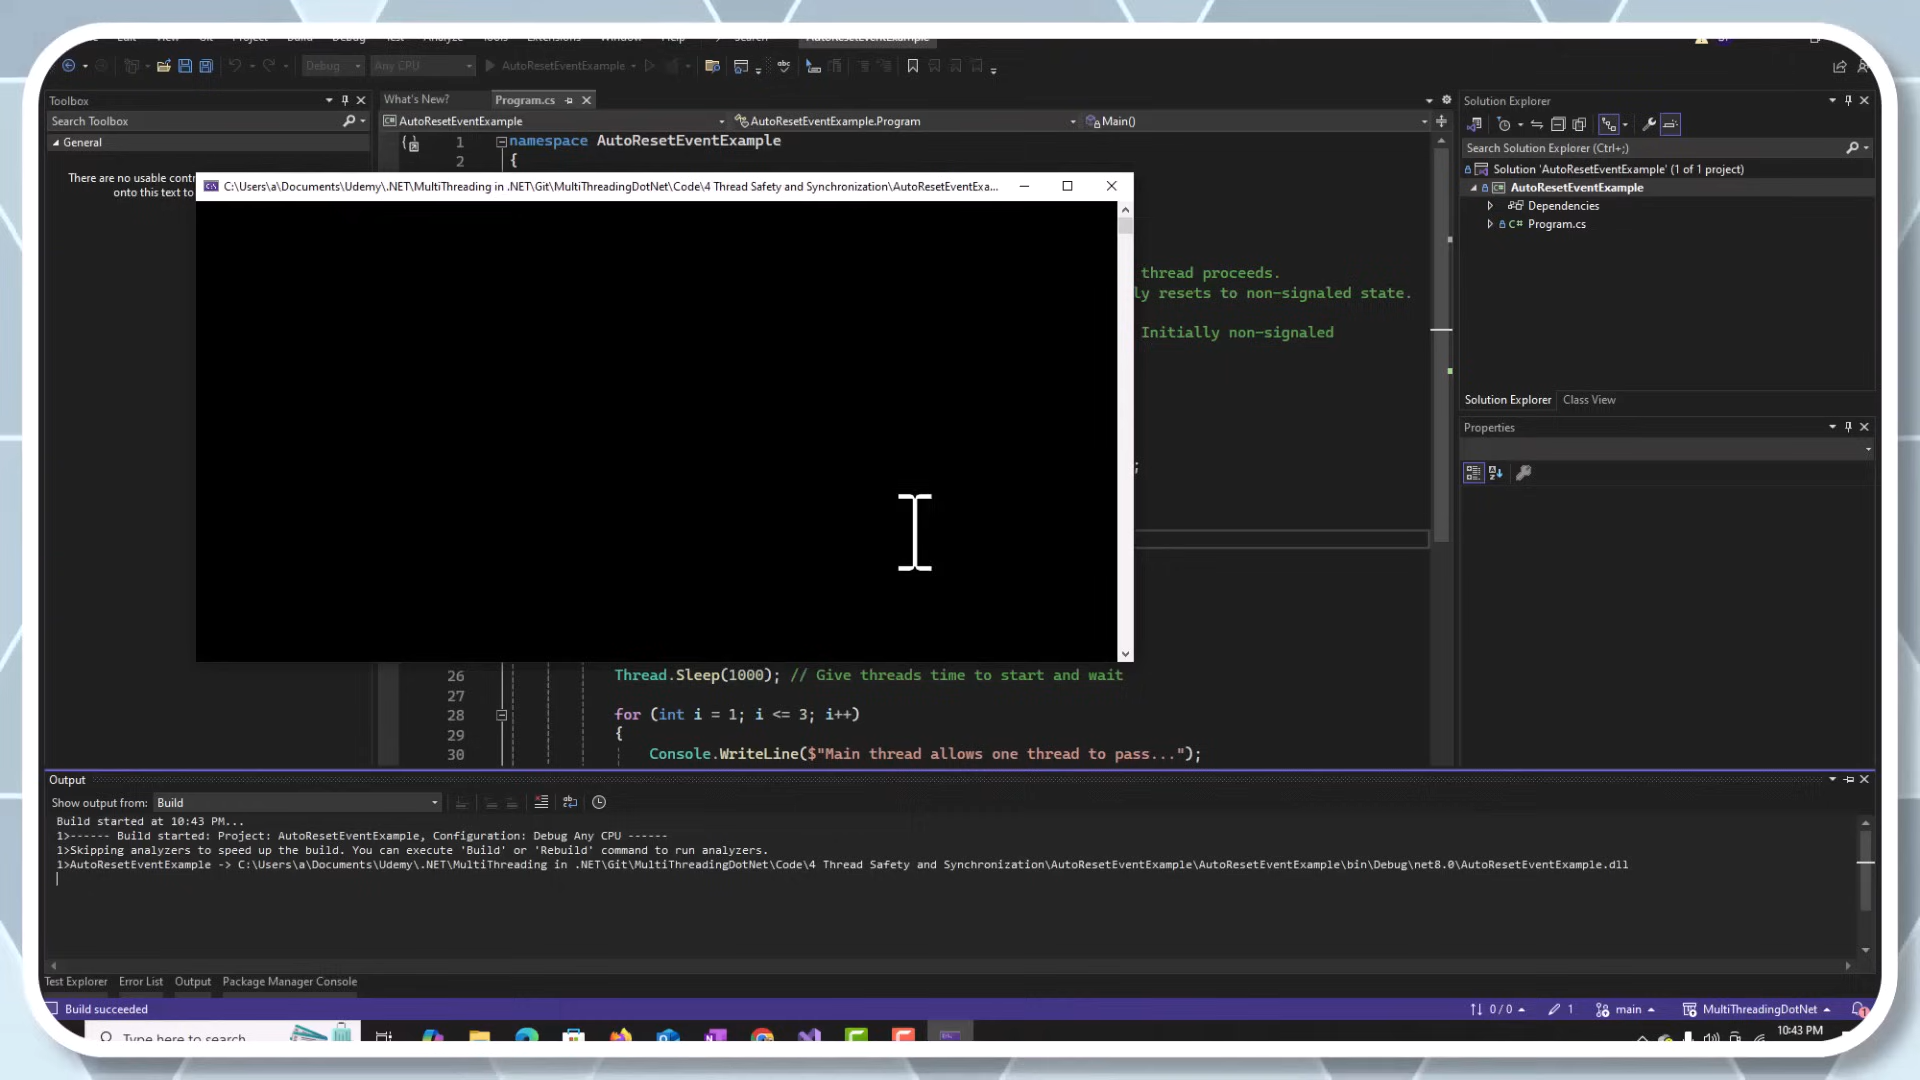 Debug
Any CPU
AutoResetEventExample
Toolbox
Search Toolbox
General
There are no usable contr
onto this text to
What's New?
Program.cs
AutoResetEventExample
AutoResetEventExample.Program
Main()
1
namespace AutoResetEventExample
2
{
C:\Users\a\Documents\Udemy\.NET\MultiThreading in .NET\Git\MultiThreadingDotNet\Code\4 Thread Safety and Synchronization\AutoResetEventExa...
thread proceeds.
ly resets to non-signaled state.
Initially non-signaled
;
26
Thread.Sleep(1000); // Give threads time to start and wait
27
28
for (int i = 1; i <= 3; i++)
29
{
30
Console.WriteLine($"Main thread allows one thread to pass...");
Solution Explorer
Search Solution Explorer (Ctrl+;)
Solution 'AutoResetEventExample' (1 of 1 project)
AutoResetEventExample
Dependencies
C# Program.cs
Solution Explorer
Class View
Properties
Output
Show output from:
Build
Build started at 10:43 PM...
1>------ Build started: Project: AutoResetEventExample, Configuration: Debug Any CPU ------
1>Skipping analyzers to speed up the build. You can execute 'Build' or 'Rebuild' command to run analyzers.
1>AutoResetEventExample -> C:\Users\a\Documents\Udemy\.NET\MultiThreading in .NET\Git\MultiThreadingDotNet\Code\4 Thread Safety and Synchronization\AutoResetEventExample\AutoResetEventExample\bin\Debug\net8.0\AutoResetEventExample.dll
Test Explorer
Error List
Output
Package Manager Console
Build succeeded
0/0
1
main
MultiThreadingDotNet
Type here to search
10:43 PM